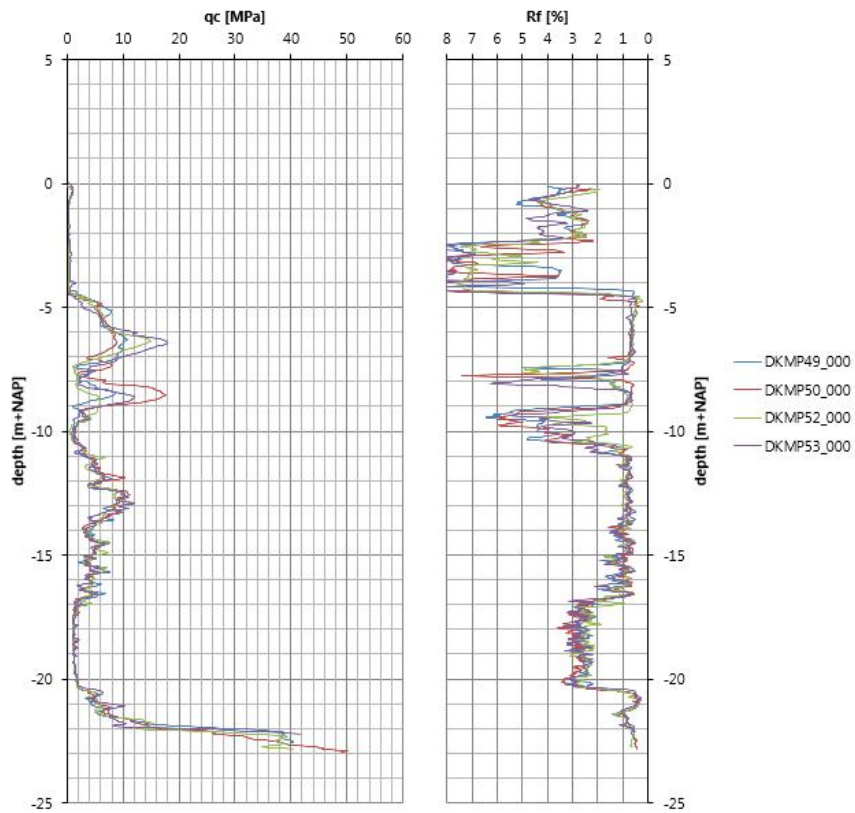 qc [MPa]
0 10 20 30 40 50 60
Rf [%]
8 7 6 5 4 3 2 1 0
5
0
-5
-10
-15
-20
-25
depth [m+NAP]
5
0
-5
-10
-15
-20
-25
depth [m+NAP]
DKMP49_000
DKMP50_000
DKMP52_000
DKMP53_000